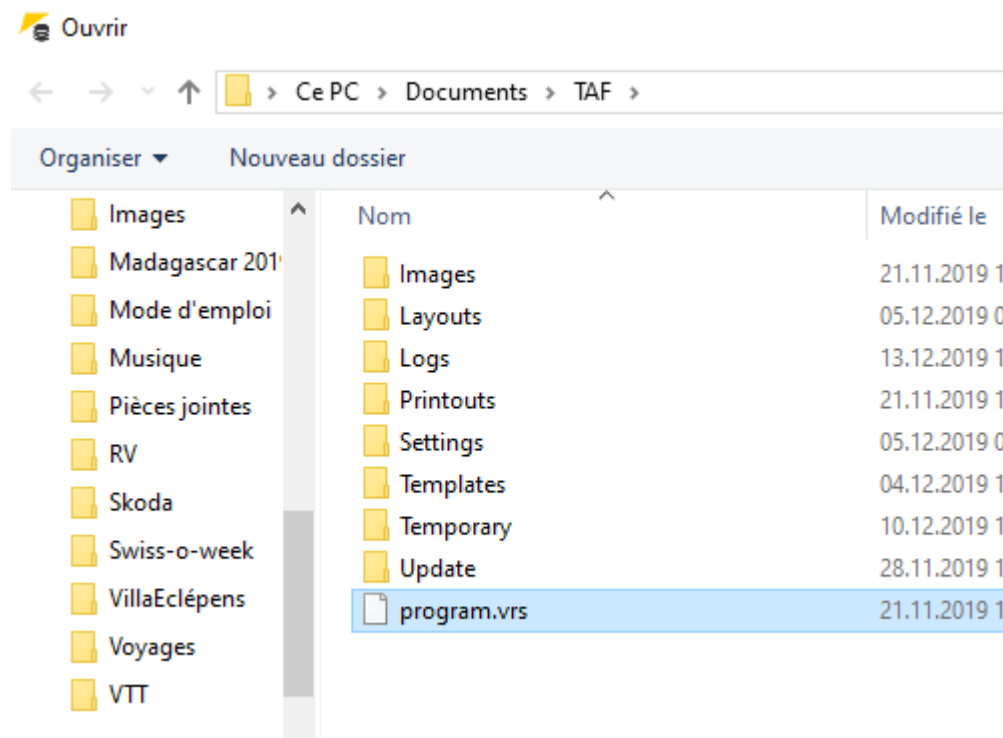 Ouvrir
Ce PC > Documents > TAF >
Organiser Nouveau dossier
Images
Madagascar 201
Mode d'emploi
Musique
Pièces jointes
RV
Skoda
Swiss-o-week
VillaEclépens
Voyages
VTT
Nom Modifié le
Images 21.11.2019 1
Layouts 05.12.2019 0
Logs 13.12.2019 1
Printouts 21.11.2019 1
Settings 05.12.2019 0
Templates 04.12.2019 1
Temporary 10.12.2019 1
Update 28.11.2019 1
program.vrs 21.11.2019 1